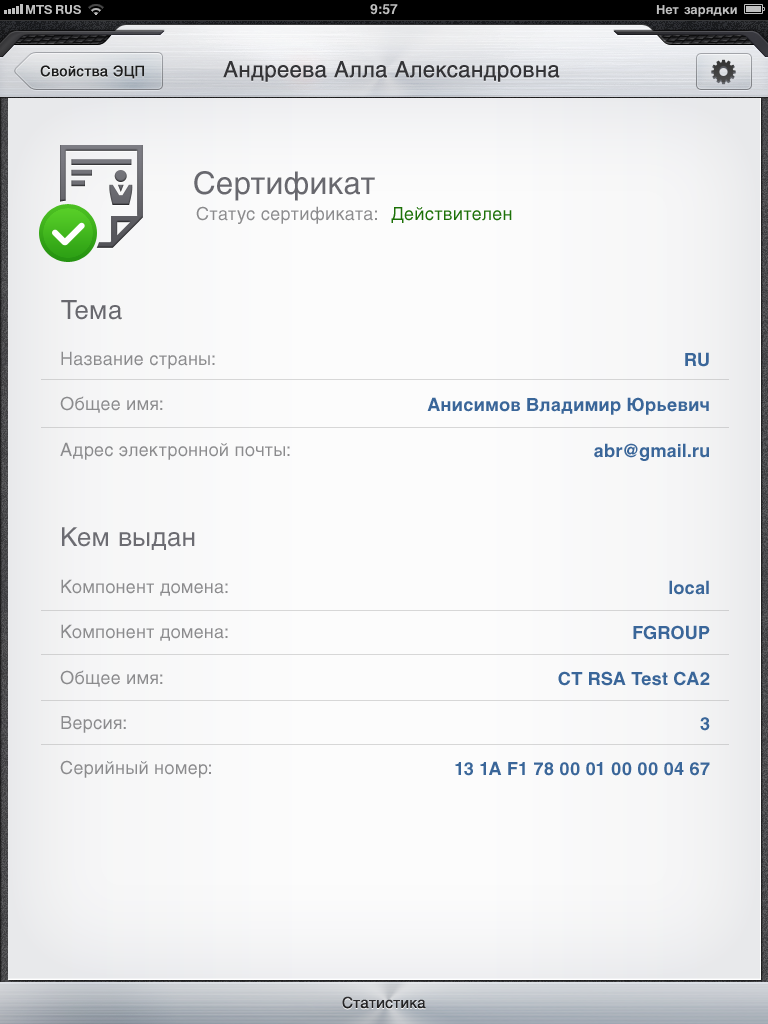 MTS RUS 9:57 Нет зарядки
Свойства ЭЦП Андреева Алла Александровна
Сертификат
Статус сертификата: Действителен
Тема
Название страны: RU
Общее имя: Анисимов Владимир Юрьевич
Адрес электронной почты: abr@gmail.ru
Кем выдан
Компонент домена: local
Компонент домена: FGROUP
Общее имя: CT RSA Test CA2
Версия: 3
Серийный номер: 13 1A F1 78 00 01 00 00 04 67
Статистика